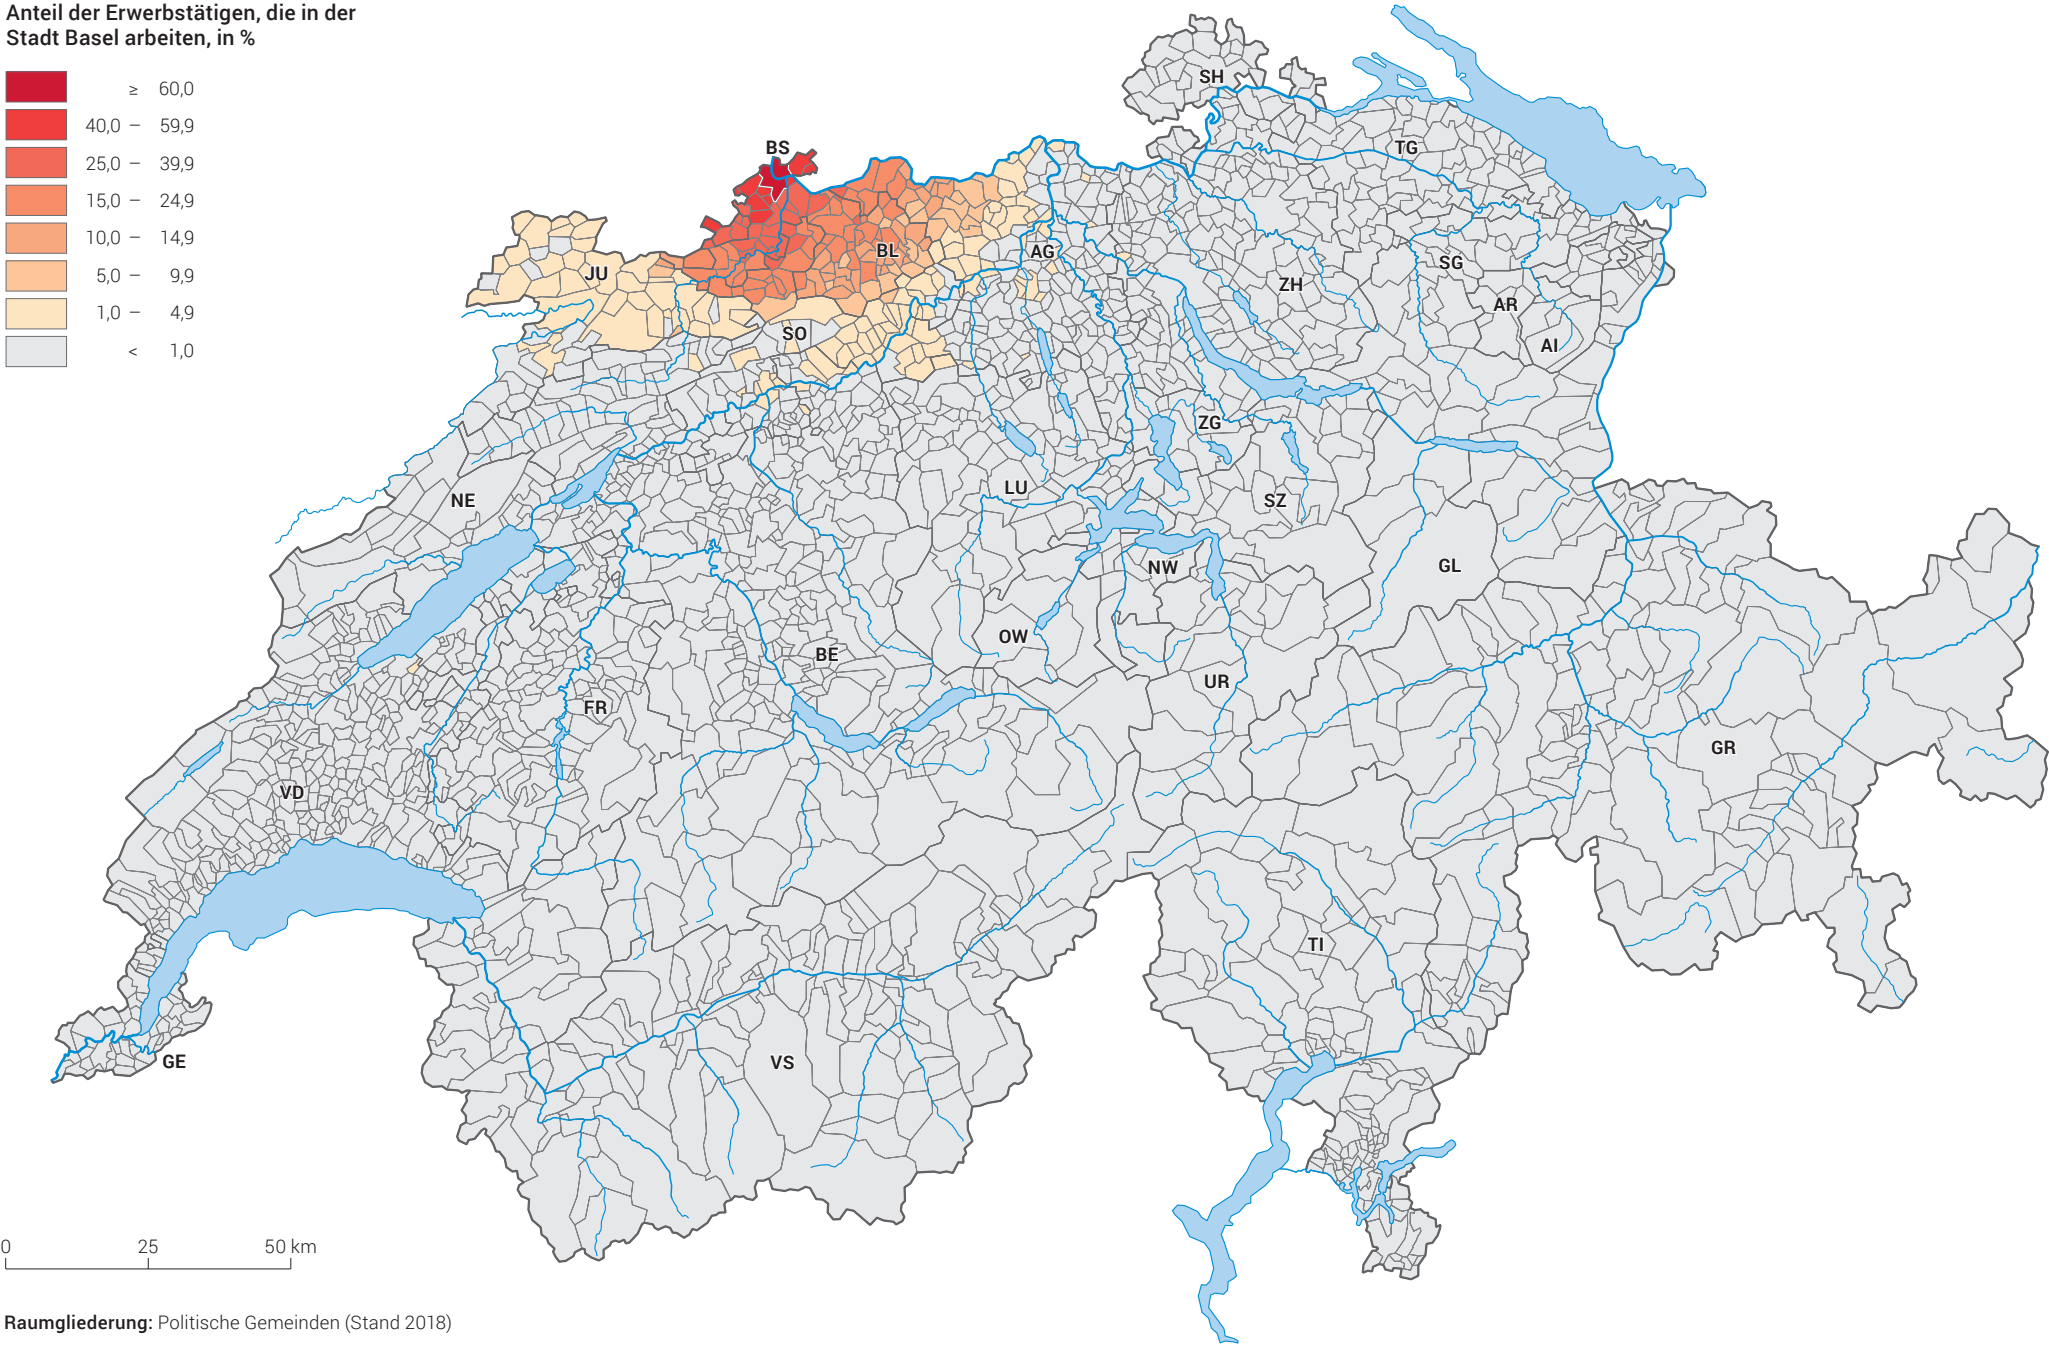 Anteil der Erwerbstätigen, die in der
Stadt Basel arbeiten, in %
≥ 60,0
40,0 – 59,9
25,0 – 39,9
15,0 – 24,9
10,0 – 14,9
5,0 – 9,9
1,0 – 4,9
< 1,0
SH
BS
TG
BL
AG
JU
ZH
SG
AR
SO
AI
ZG
LU
SZ
NE
NW
GL
OW
BE
UR
FR
GR
VD
TI
GE
VS
0 25 50 km
Raumgliederung: Politische Gemeinden (Stand 2018)